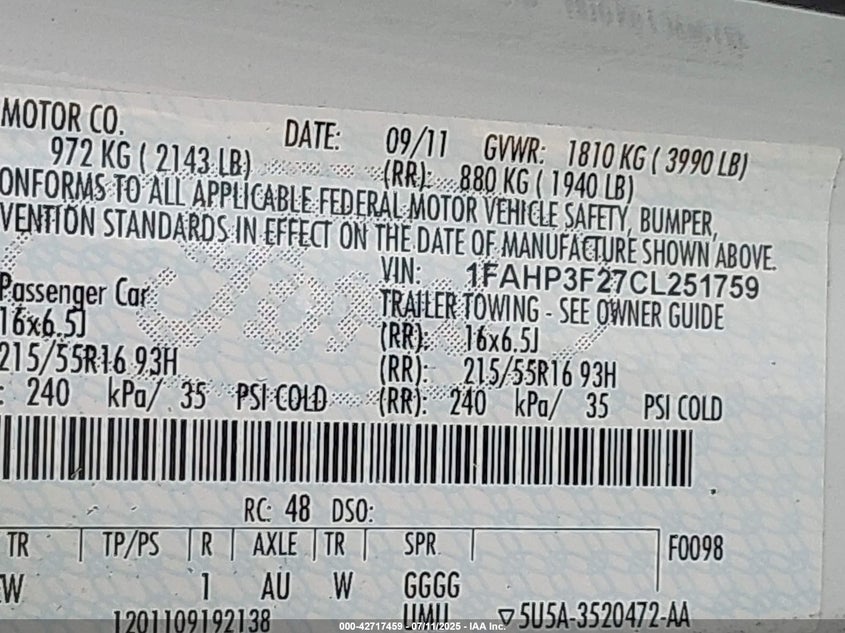 MOTOR CO. DATE: 09/11 GVWR: 1810 KG ( 3990 LB)
972 KG ( 2143 LB) (RR): 880 KG ( 1940 LB)
ONFORMS TO ALL APPLICABLE FEDERAL MOTOR VEHICLE SAFETY, BUMPER,
VENTION STANDARDS IN EFFECT ON THE DATE OF MANUFACTURE SHOWN ABOVE.
VIN: 1FAHP3F27CL251759
Passenger Car TRAILER TOWING - SEE OWNER GUIDE
16x6.5J (RR): 16x6.5J
215/55R16 93H (RR): 215/55R16 93H
: 240 kPa/ 35 PSI COLD (RR): 240 kPa/ 35 PSI COLD
RC: 48 DSO:
TR TP/PS R AXLE TR SPR F0098
W 1 AU W GGGG
1201109192138 UMU ▽5U5A-3520472-AA
000-42717459 - 07/11/2025 - IAA Inc.